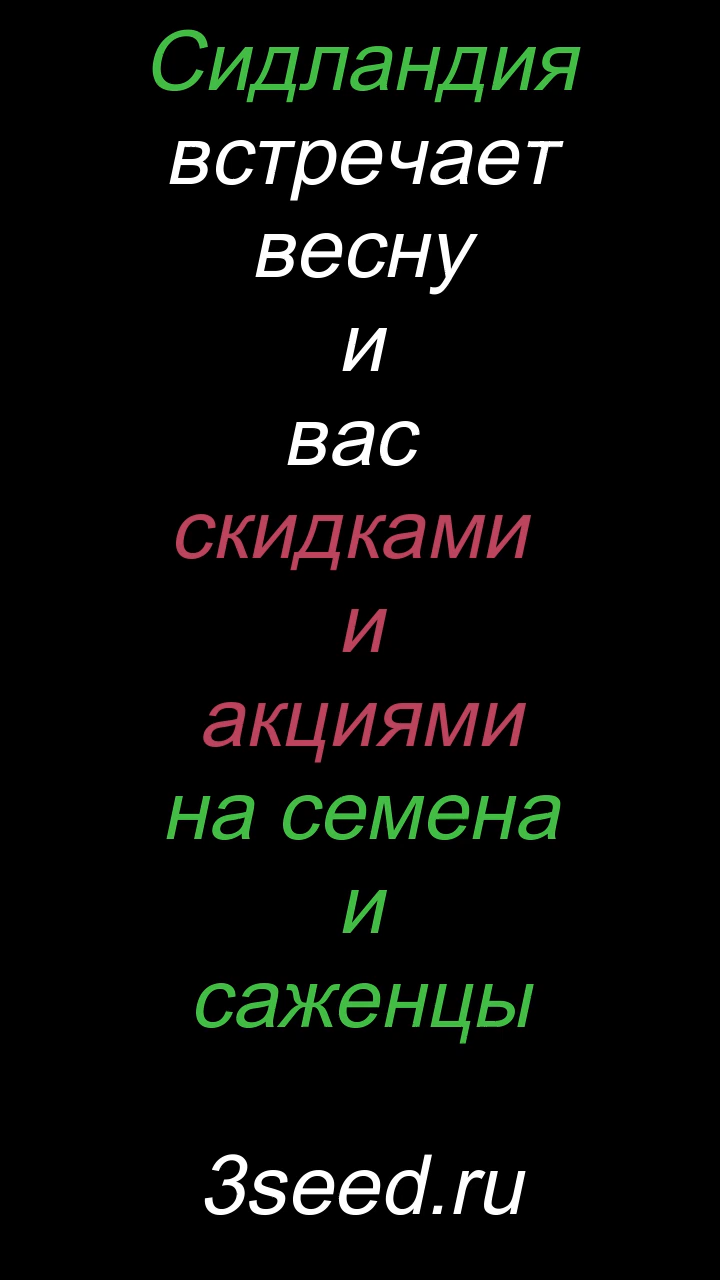 Сидландия
встречает
весну
и
вас
скидками
и
акциями
на семена
и
саженцы
3seed.ru